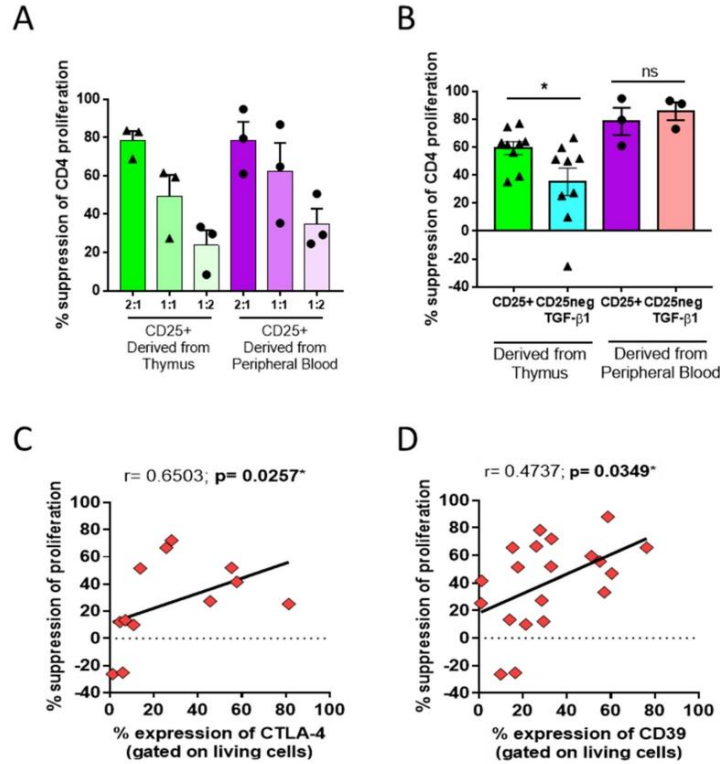 A
% suppression of CD4 proliferation
100
80
60
40
20
0
2:1 1:1 1:2 2:1 1:1 1:2
CD25+
Derived from
Thymus
CD25+
Derived from
Peripheral Blood
B
% suppression of CD4 proliferation
100
80
60
40
20
0
-20
-40
*
ns
CD25+ CD25neg CD25+ CD25neg
TGF-β1 TGF-β1
Derived from
Thymus
Derived from
Peripheral Blood
C
r= 0.6503; p= 0.0257*
% suppression of proliferation
100
80
60
40
20
0
-20
-40
0 20 40 60 80 100
% expression of CTLA-4
(gated on living cells)
D
r= 0.4737; p= 0.0349*
% suppression of proliferation
100
80
60
40
20
0
-20
-40
0 20 40 60 80 100
% expression of CD39
(gated on living cells)